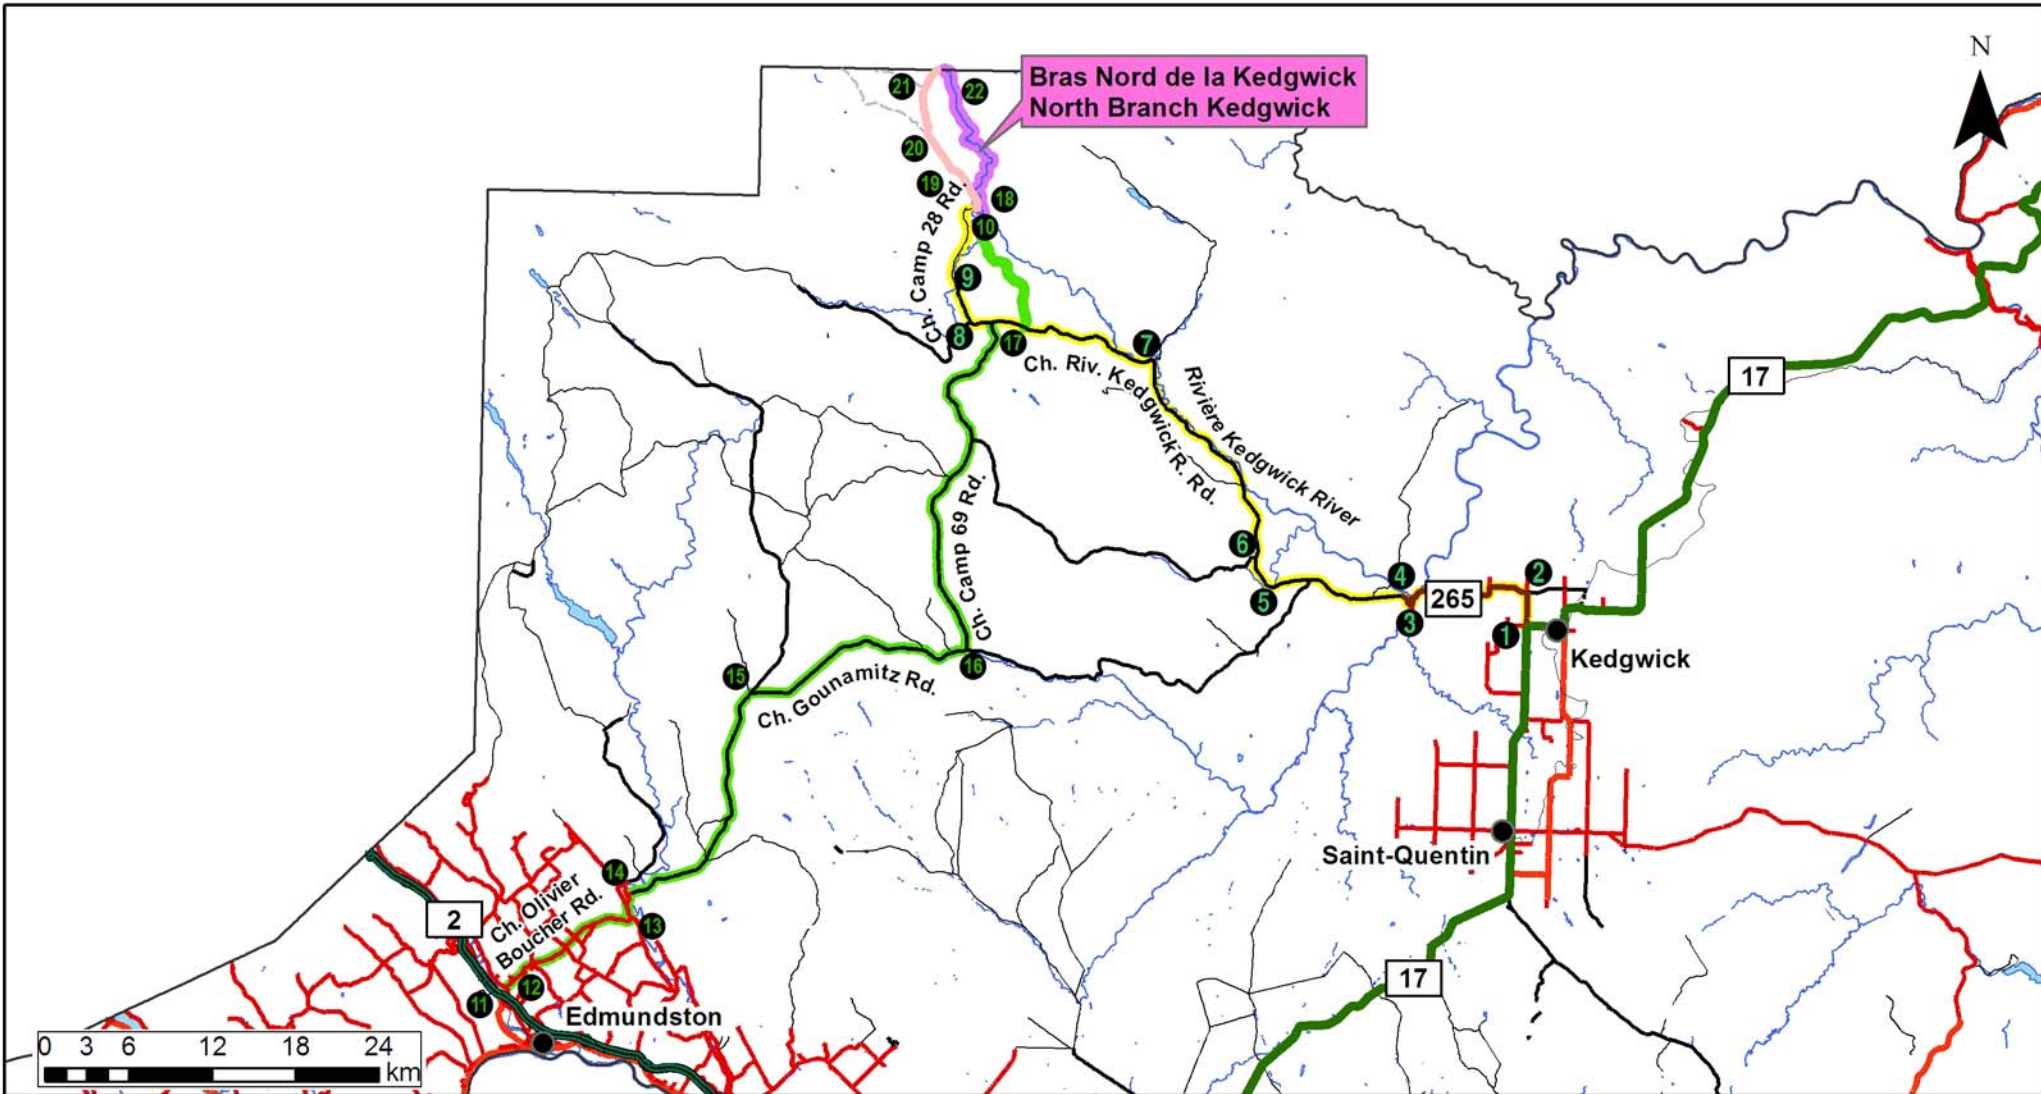 Bras Nord de la Kedgwick
North Branch Kedgwick
N
21
22
20
19
18
10
Ch. Camp 28 Rd.
9
8
17
7
Ch. Riv. Kedgwick R. Rd.
Rivière Kedgwick River
17
6
5
4
3
265
2
1
Kedgwick
Ch. Camp 69 Rd.
16
15
Ch. Gounamitz Rd.
Saint-Quentin
14
13
Ch. Olivier
Boucher Rd.
2
12
11
Edmundston
17
0 3 6 12 18 24
km